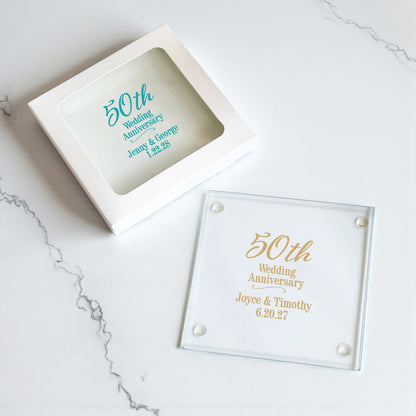 50th
Wedding
Anniversary
Jenny & George
1.22.28
50th
Wedding
Anniversary
Joyce & Timothy
6.20.27